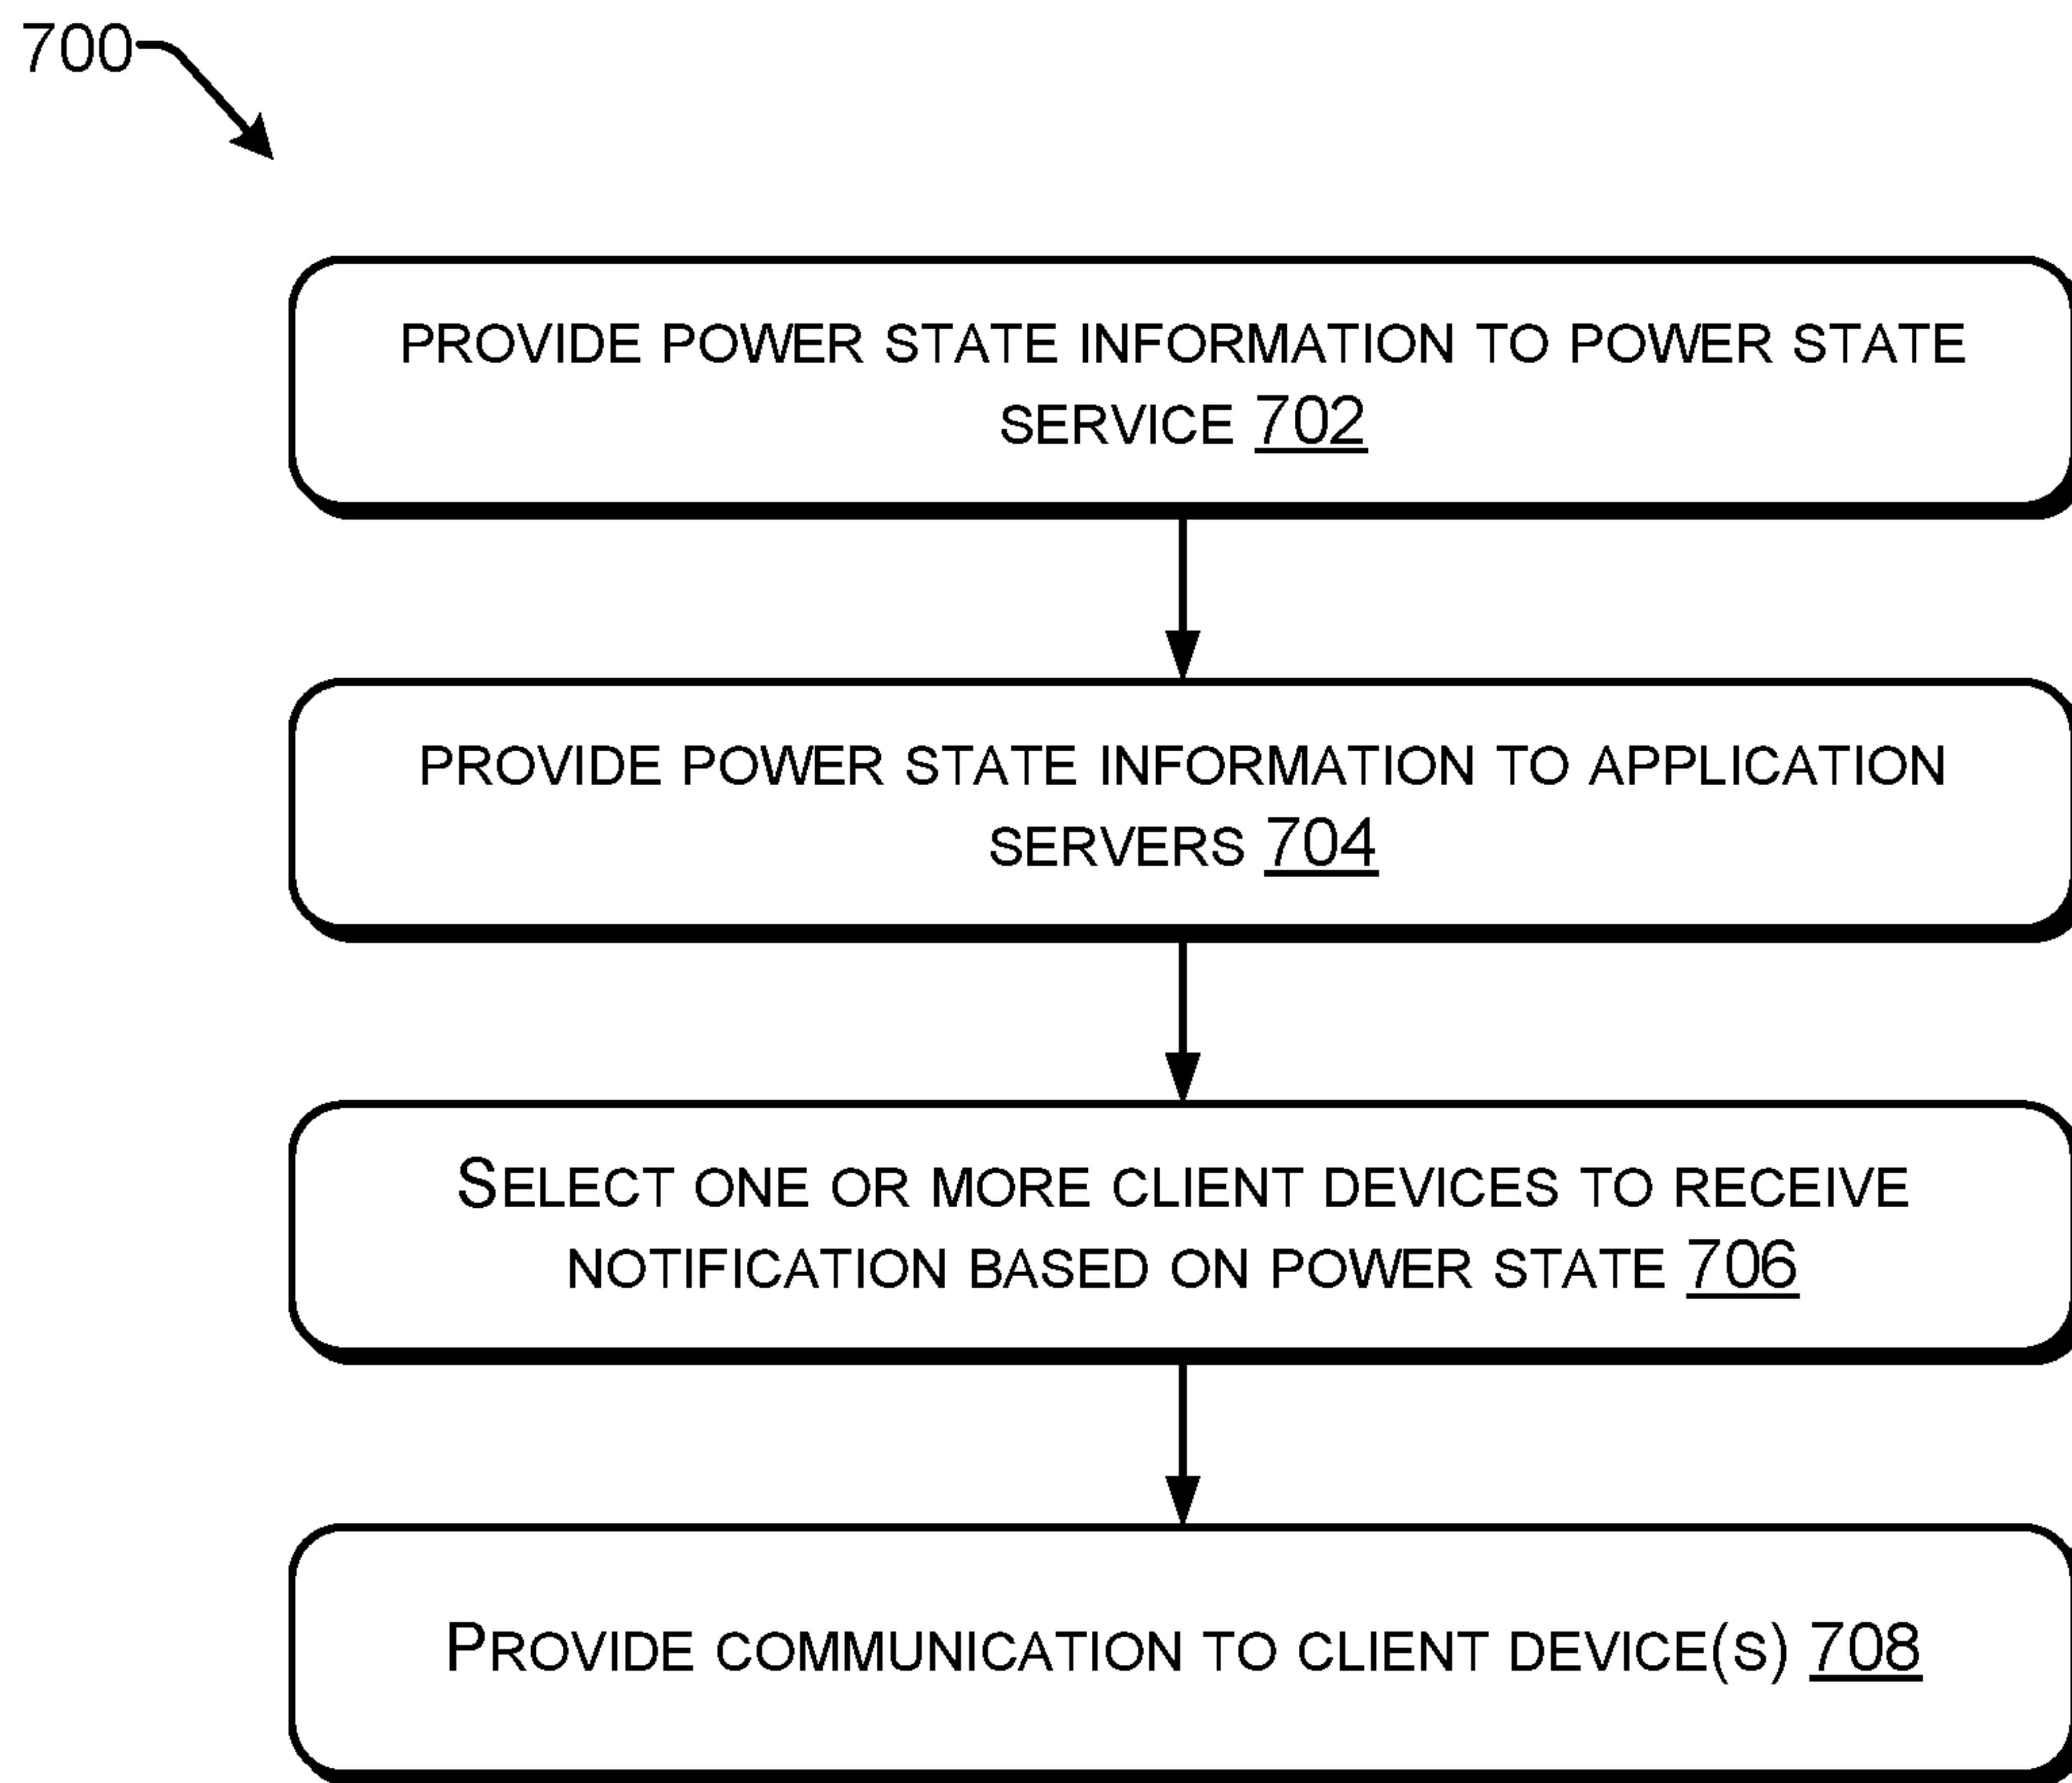 700
PROVIDE POWER STATE INFORMATION TO POWER STATE
SERVICE 702
PROVIDE POWER STATE INFORMATION TO APPLICATION
SERVERS 704
SELECT ONE OR MORE CLIENT DEVICES TO RECEIVE
NOTIFICATION BASED ON POWER STATE 706
PROVIDE COMMUNICATION TO CLIENT DEVICE(S) 708